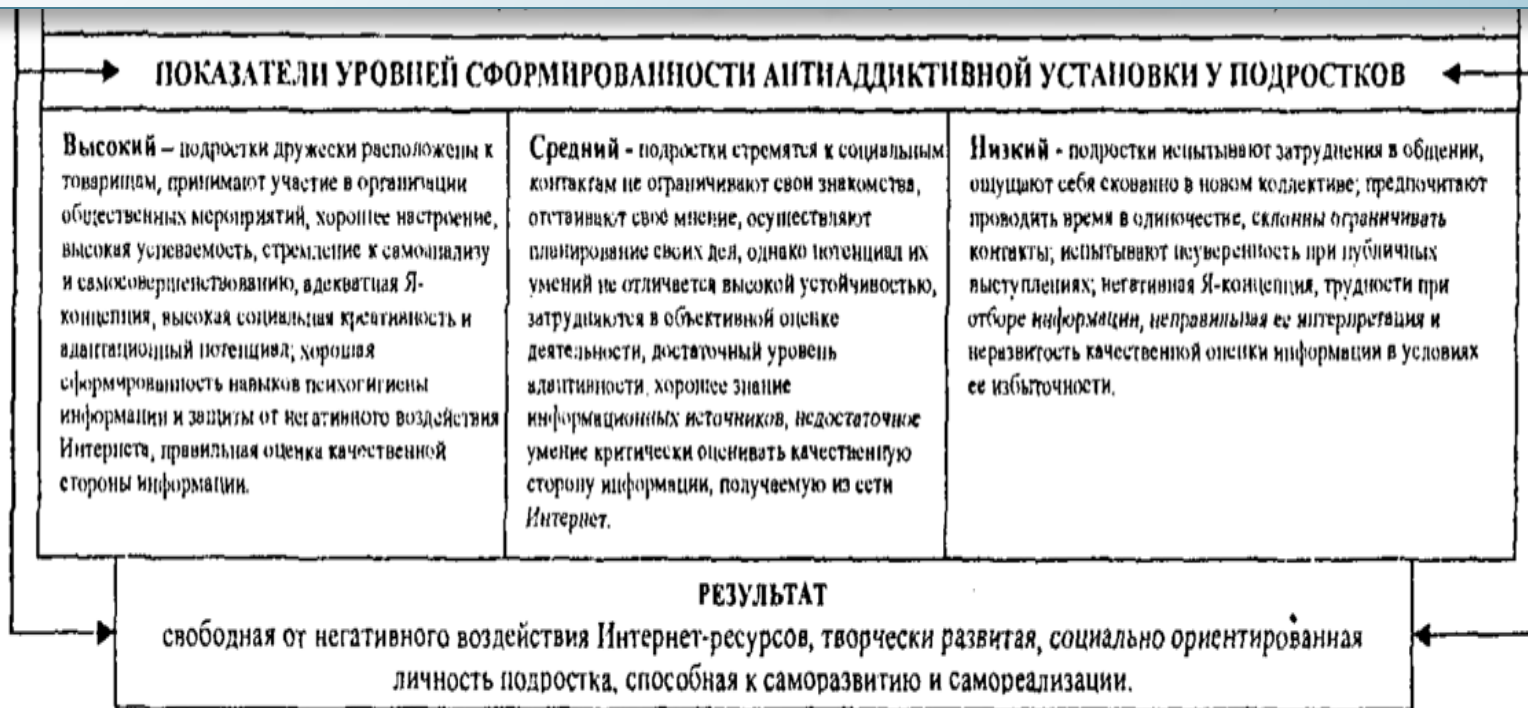 ПОКАЗАТЕЛИ УРОВНЕЙ СФОРМИРОВАННОСТИ АНТИАДДИКТИВНОЙ УСТАНОВКИ У ПОДРОСТКОВ
Высокий – подростки дружески расположены к
товарищам, принимают участие в организации
общественных мероприятий, хорошее настроение,
высокая успеваемость, стремление к самоанализу
и самосовершенствованию, адекватная Я-
концепция, высокая социальная креативность и
адаптационный потенциал; хорошая
сформированность навыков психогигиены
информации и защиты от негативного воздействия
Интернета, правильная оценка качественной
стороны информации.
Средний - подростки стремятся к социальным
контактам не ограничивают свои знакомства,
отстаивают своё мнение, осуществляют
планирование своих дел, однако потенциал их
умений не отличается высокой устойчивостью,
затрудняются в объективной оценке
деятельности, достаточный уровень
адаптивности, хорошее знание
информационных источников, недостаточное
умение критически оценивать качественную
сторону информации, получаемую из сети
Интернет.
Низкий - подростки испытывают затруднения в общении,
ощущают себя скованно в новом коллективе; предпочитают
проводить время в одиночестве, склонны ограничивать
контакты; испытывают неуверенность при публичных
выступлениях; негативная Я-концепция, трудности при
отборе информации, неправильная ее интерпретация и
неразвитость качественной оценки информации в условиях
ее избыточности.
РЕЗУЛЬТАТ
свободная от негативного воздействия Интернет-ресурсов, творчески развитая, социально ориентированная
личность подростка, способная к саморазвитию и самореализации.